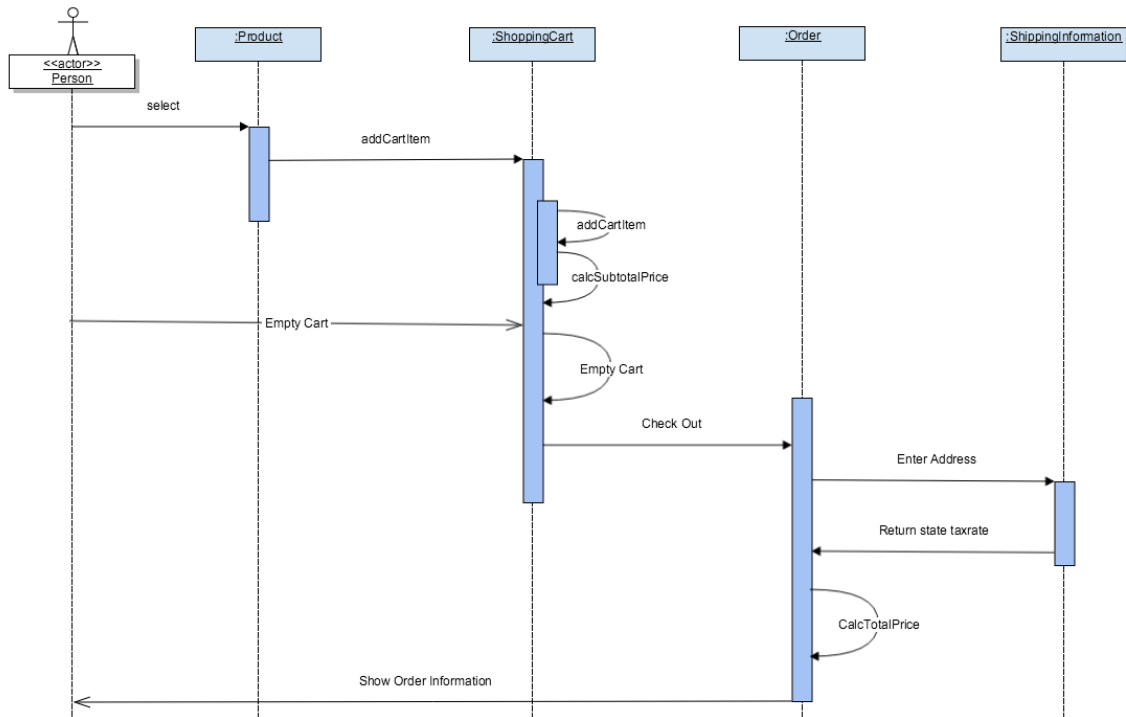 :Product
:ShoppingCart
:Order
:ShippingInformation
<<actor>>
Person
select
addCartItem
addCartItem
calcSubtotalPrice
Empty Cart
Empty Cart
Check Out
Enter Address
Return state taxrate
CalcTotalPrice
Show Order Information